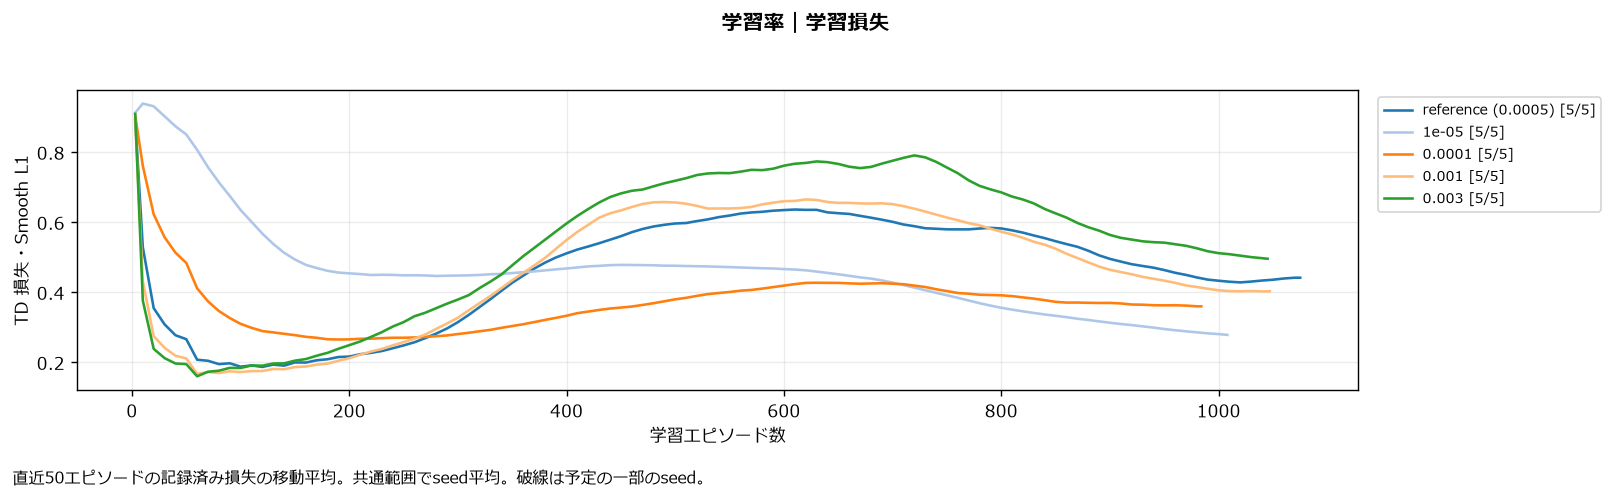 学習率｜学習損失
TD 損失・Smooth L1
0.8
0.6
0.4
0.2
0
200
400
600
800
1000
学習エピソード数
reference (0.0005) [5/5]
1e-05 [5/5]
0.0001 [5/5]
0.001 [5/5]
0.003 [5/5]
直近50エピソードの記録済み損失の移動平均。共通範囲でseed平均。破線は予定の一部のseed。